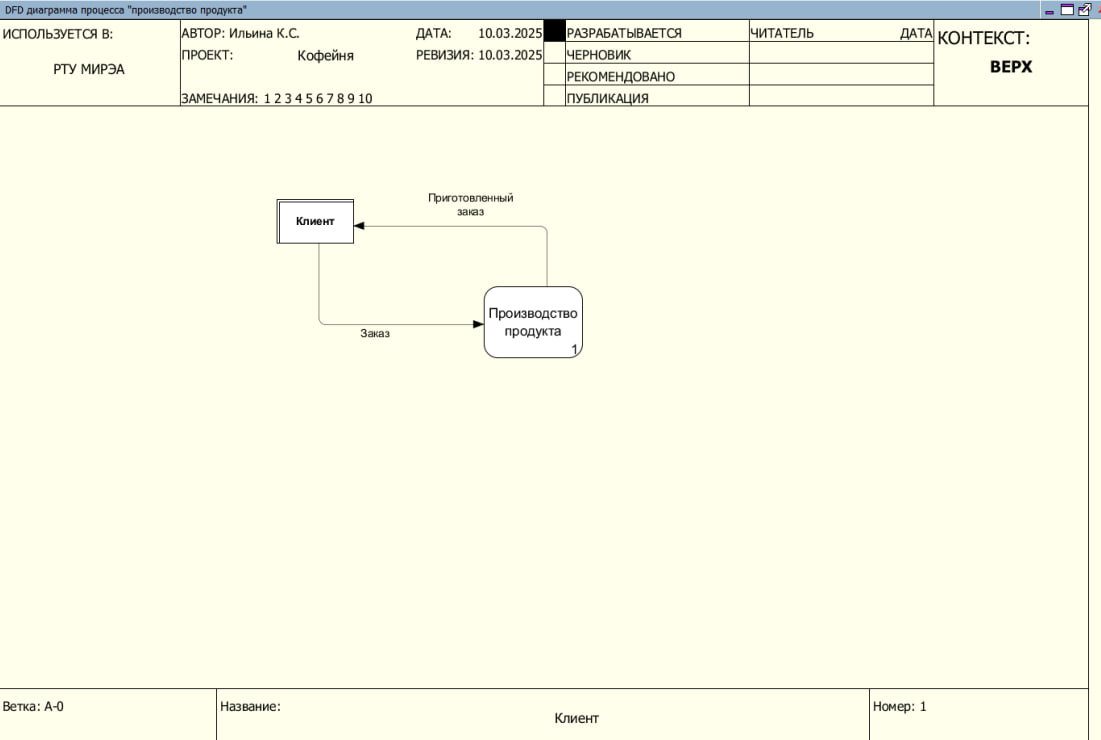 DFD диаграмма процесса "производство продукта"
ИСПОЛЬЗУЕТСЯ В:
РТУ МИРЭА
АВТОР: Ильина К.С.
ДАТА: 10.03.2025
ПРОЕКТ: Кофейня
РЕВИЗИЯ: 10.03.2025
ЗАМЕЧАНИЯ: 1 2 3 4 5 6 7 8 9 10
РАЗРАБАТЫВАЕТСЯ
ЧЕРНОВИК
РЕКОМЕНДОВАНО
ПУБЛИКАЦИЯ
ЧИТАТЕЛЬ ДАТА
КОНТЕКСТ:
ВЕРХ
Приготовленный
заказ
Клиент
Производство
продукта
1
Заказ
Ветка: A-0
Название:
Клиент
Номер: 1